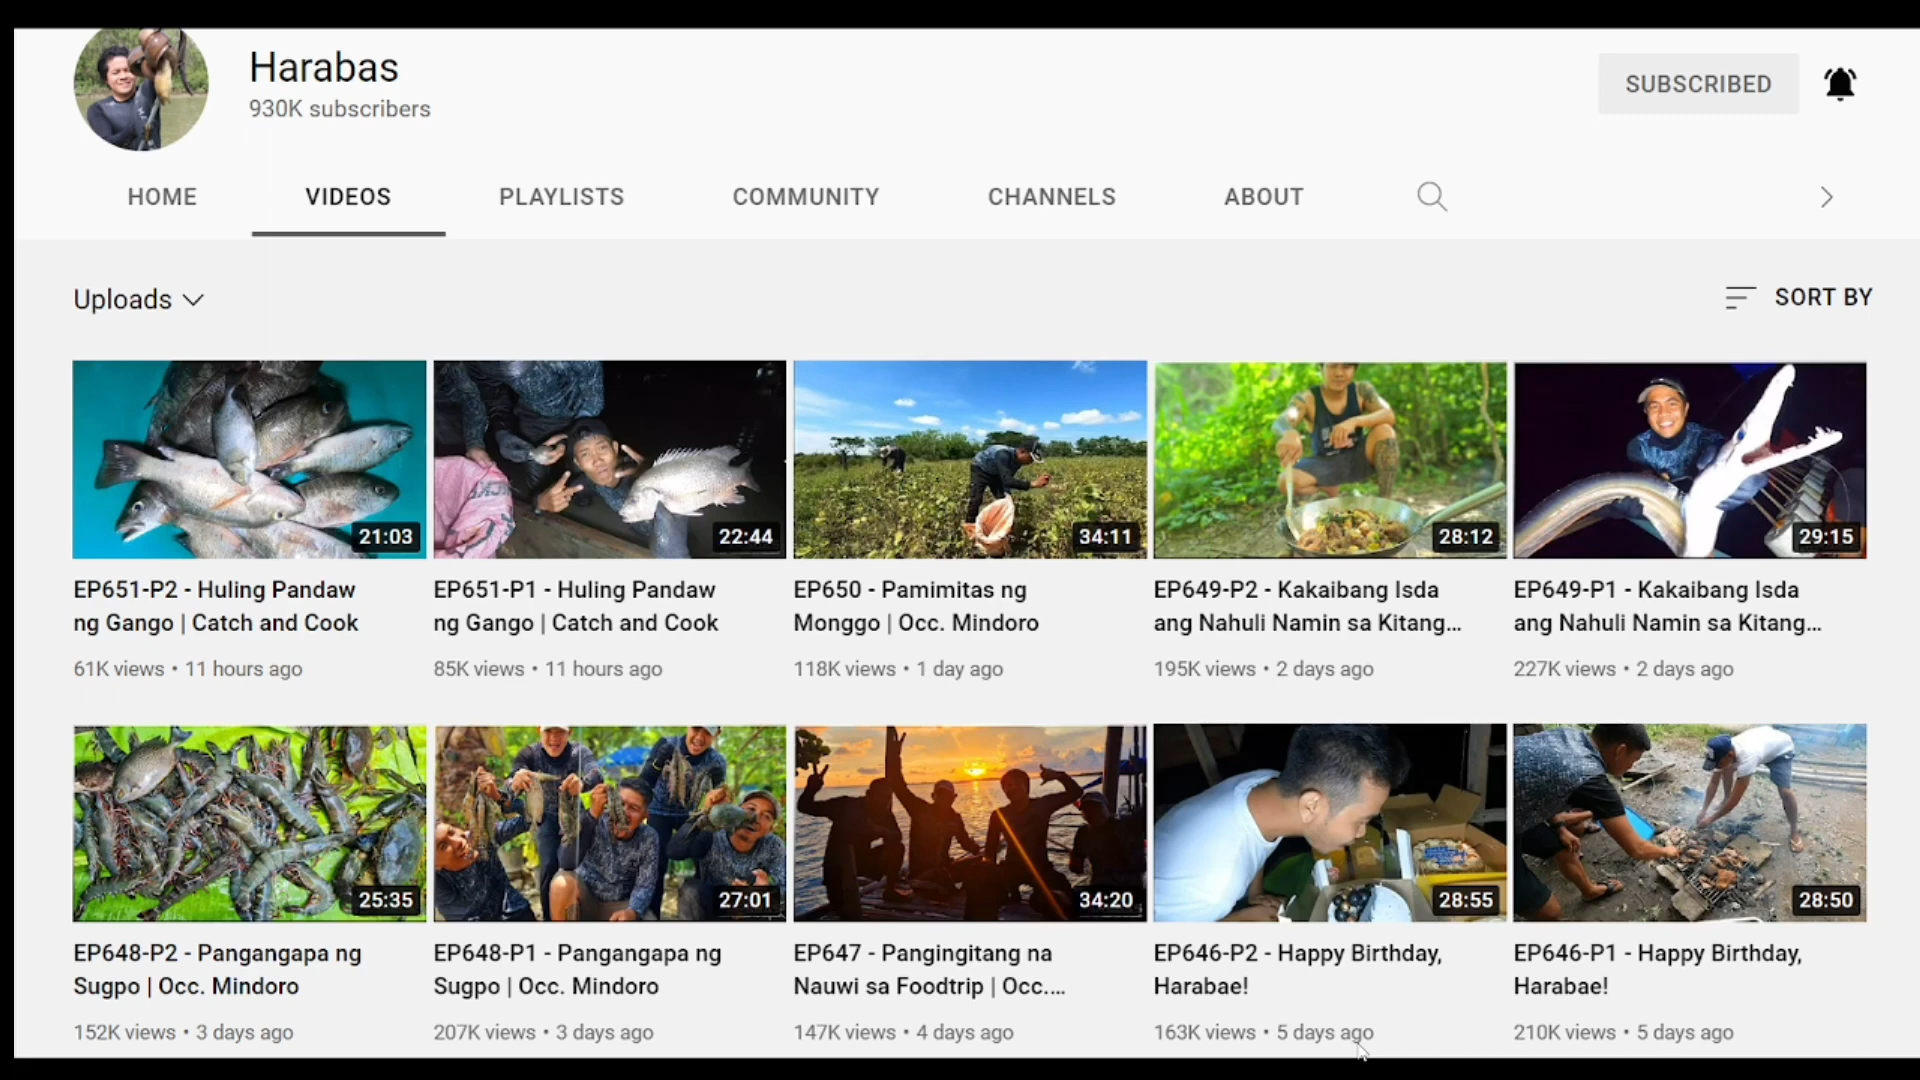 Harabas
930K subscribers
SUBSCRIBED
HOME
VIDEOS
PLAYLISTS
COMMUNITY
CHANNELS
ABOUT
Uploads
SORT BY
21:03
22:44
34:11
28:12
29:15
EP651-P2 - Huling Pandaw
ng Gango | Catch and Cook
61K views • 11 hours ago
EP651-P1 - Huling Pandaw
ng Gango | Catch and Cook
85K views • 11 hours ago
EP650 - Pamimitas ng
Monggo | Occ. Mindoro
118K views • 1 day ago
EP649-P2 - Kakaibang Isda
ang Nahuli Namin sa Kitang...
195K views • 2 days ago
EP649-P1 - Kakaibang Isda
ang Nahuli Namin sa Kitang...
227K views • 2 days ago
25:35
27:01
34:20
28:55
28:50
EP648-P2 - Pangangapa ng
Sugpo | Occ. Mindoro
152K views • 3 days ago
EP648-P1 - Pangangapa ng
Sugpo | Occ. Mindoro
207K views • 3 days ago
EP647 - Pangingitang na
Nauwi sa Foodtrip | Occ....
147K views • 4 days ago
EP646-P2 - Happy Birthday,
Harabae!
163K views • 5 days ago
EP646-P1 - Happy Birthday,
Harabae!
210K views • 5 days ago